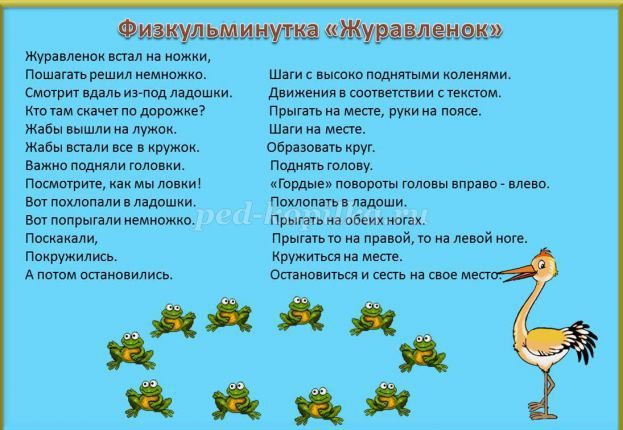 Физкульминутка «Журавленок»
Журавленок встал на ножки,
Пошагать решил немножко. Шаги с высоко поднятыми коленями.
Смотрит вдаль из-под ладошки. Движения в соответствии с текстом.
Кто там скачет по дорожке? Прыгать на месте, руки на поясе.
Жабы вышли на лужок. Шаги на месте.
Жабы встали все в кружок. Образовать круг.
Важно подняли головки. Поднять голову.
Посмотрите, как мы ловки! «Гордые» повороты головы вправо - влево.
Вот похлопали в ладошки. Похлопать в ладоши.
Вот попрыгали немножко. Прыгать на обеих ногах.
ped-kopilka.ru
Поскакали, Прыгать то на правой, то на левой ноге.
Покружились. Кружиться на месте.
А потом остановились. Остановиться и сесть на свое место.